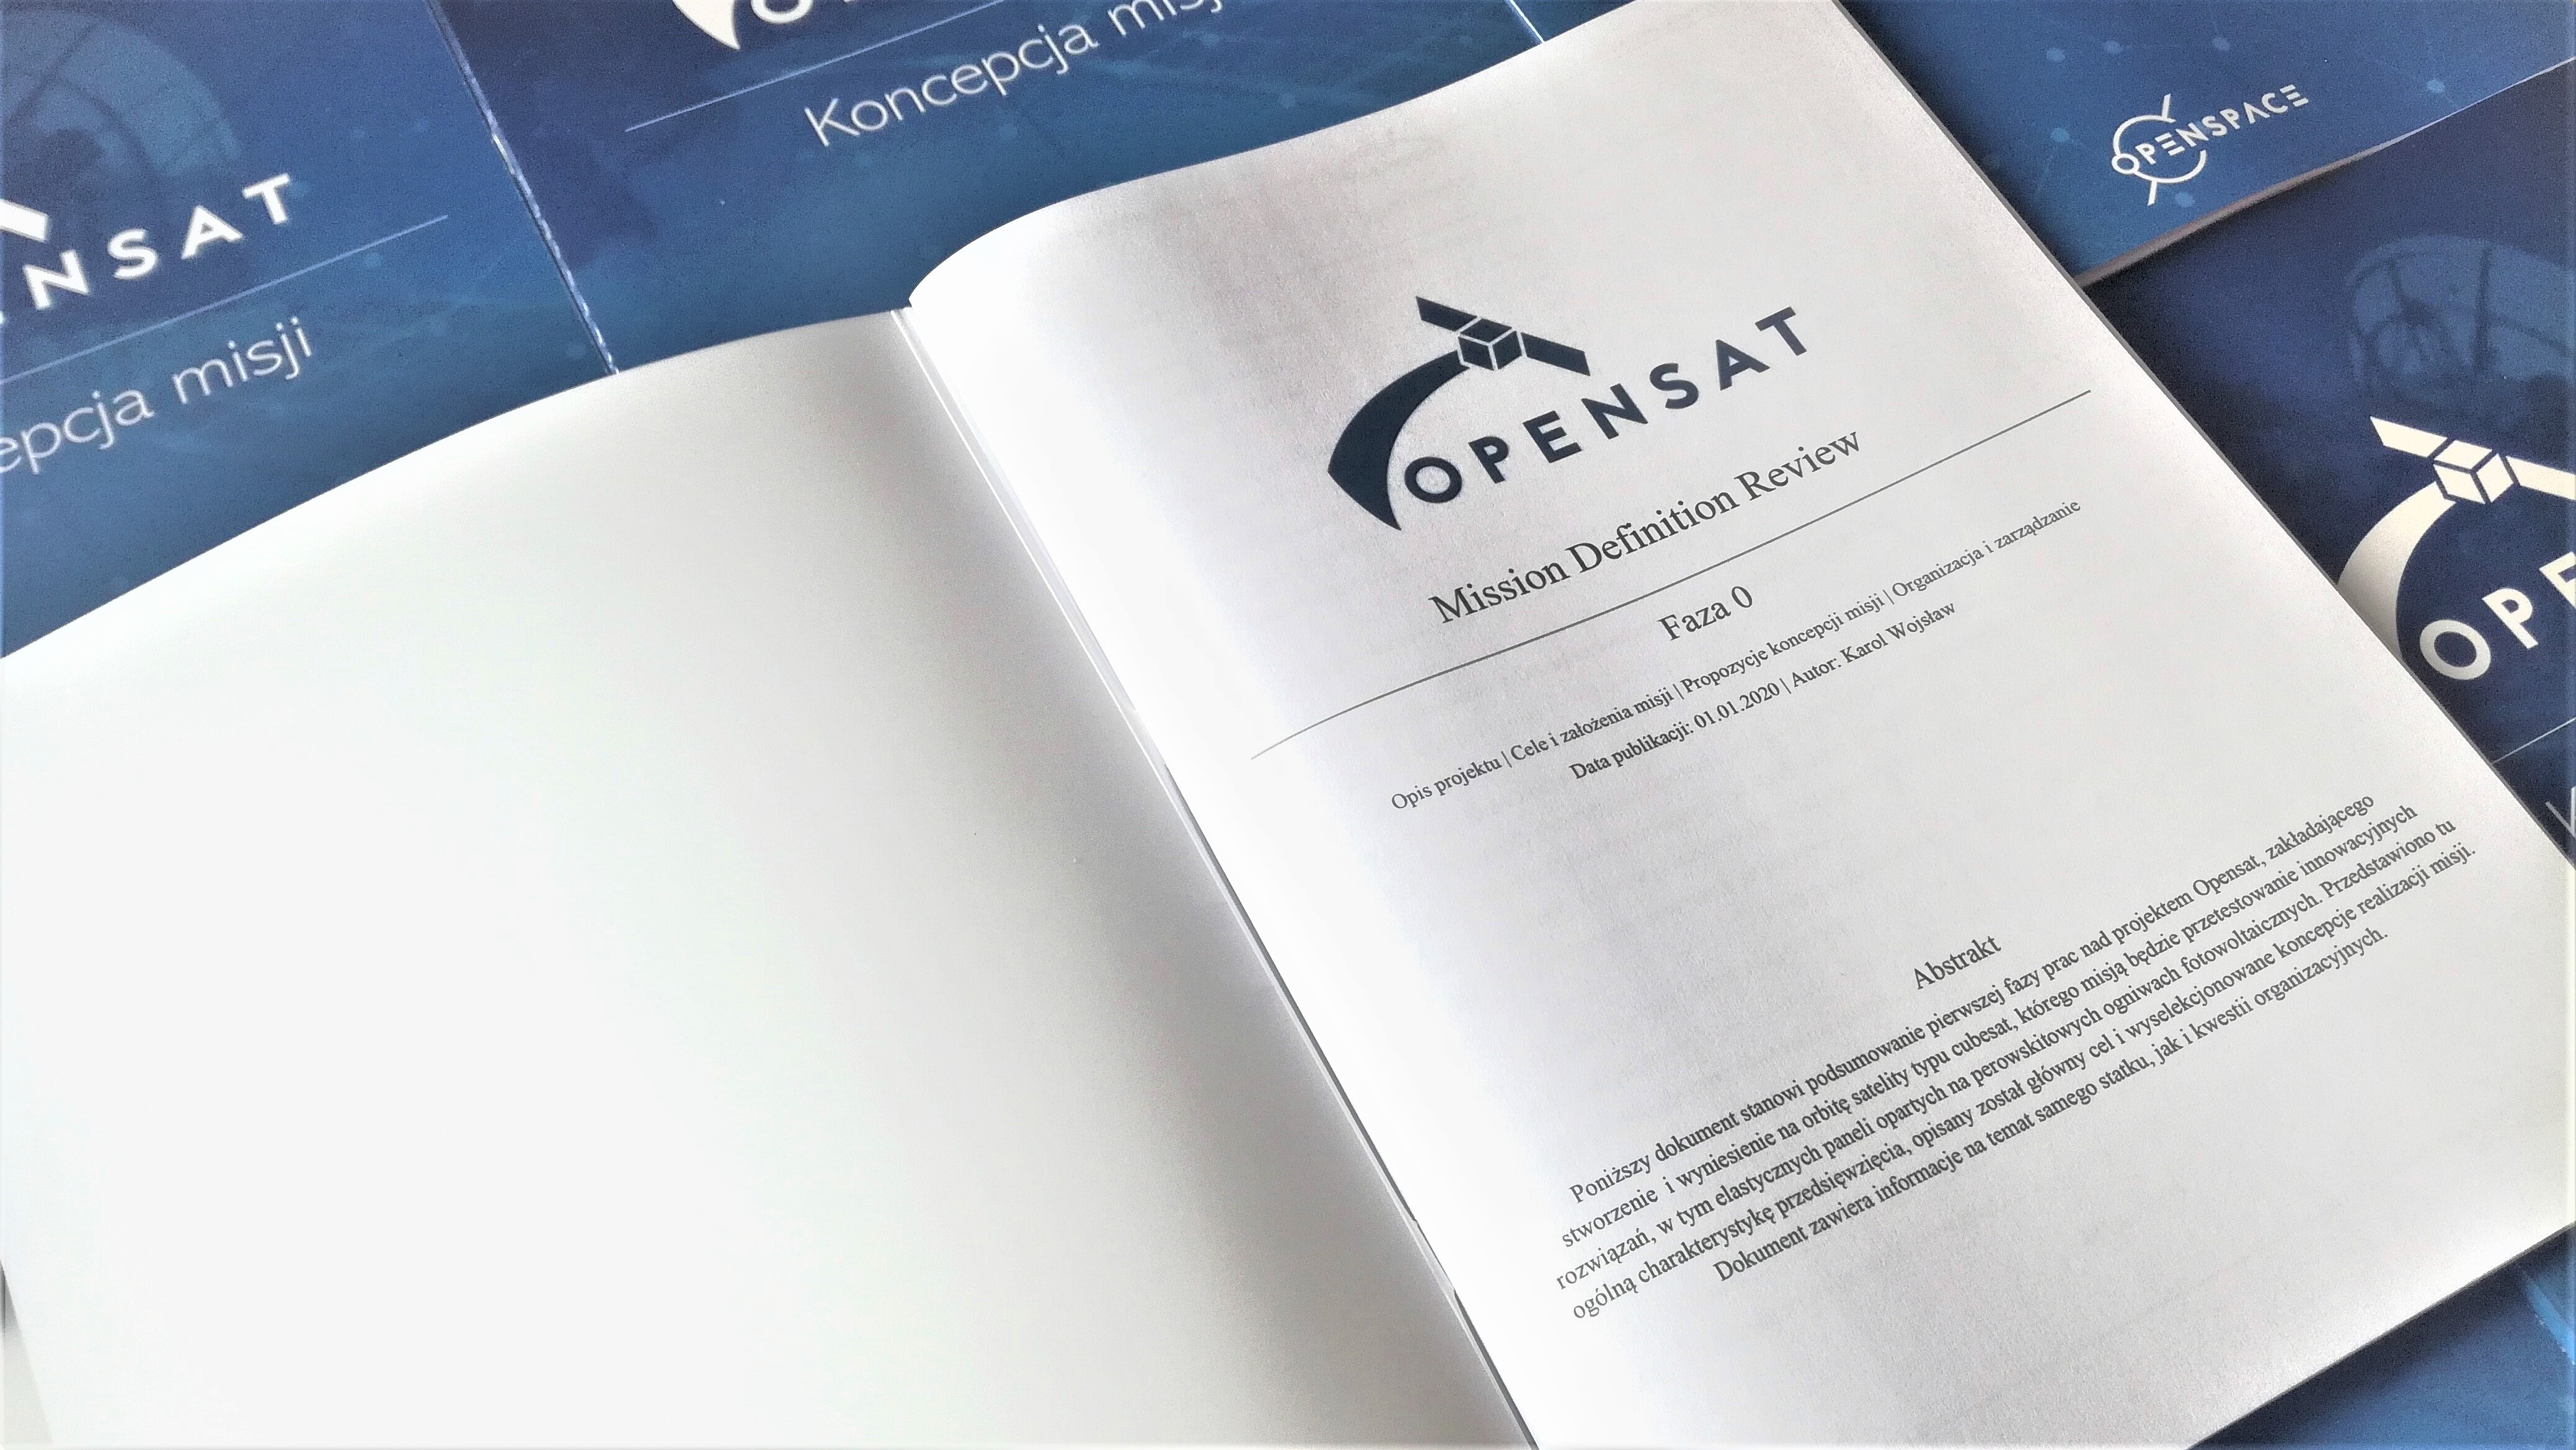 NSAT
epcja misji
Koncepcja
OPENSPACE
OPENSAT
Mission Definition Review
Faza 0
Opis projektu | Cele i założenia misji | Propozycje koncepcji misji | Organizacja i zarządzanie
Data publikacji: 01.01.2020 | Autor: Karol Wojsław
Abstrakt
Poniższy dokument stanowi podsumowanie pierwszej fazy prac nad projektem Opensat, zakładającego
stworzenie i wyniesienie na orbitę satelity typu cubesat, którego misją będzie przetestowanie innowacyjnych
rozwiązań, w tym elastycznych paneli opartych na perowskitowych ogniwach fotowoltaicznych. Przedstawiono tu
ogólną charakterystykę przedsięwzięcia, opisany został główny cel i wyselekcjonowane koncepcje realizacji misji.
Dokument zawiera informacje na temat samego statku, jak i kwestii organizacyjnych.
OPE